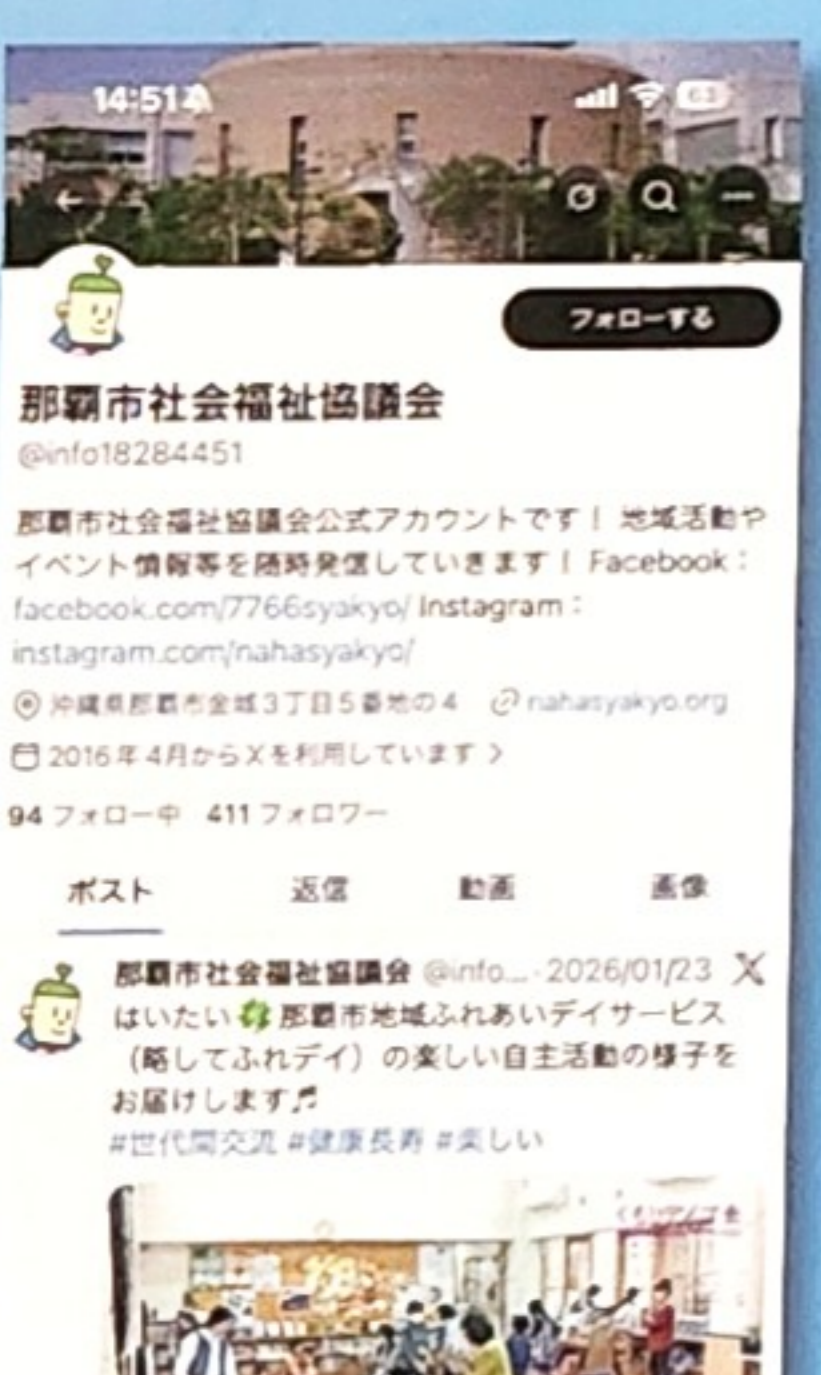 14:51
63
フォローする
那覇市社会福祉協議会
@info18284451
那覇市社会福祉協議会公式アカウントです！ 地域活動や
イベント情報等を随時発信していきます！ Facebook：
facebook.com/7766syakyo/ Instagram：
instagram.com/nahasyakyo/
沖縄県那覇市金城３丁目５番地の４ nahasyakyo.org
2016年4月からXを利用しています
94 フォロー中 411 フォロワー
ポスト 返信 動画 画像
那覇市社会福祉協議会 @info... · 2026/01/23
はいたい🍀那覇市地域ふれあいデイサービス
（略してふれデイ）の楽しい自主活動の様子を
お届けします🎵
#世代間交流 #健康長寿 #楽しい